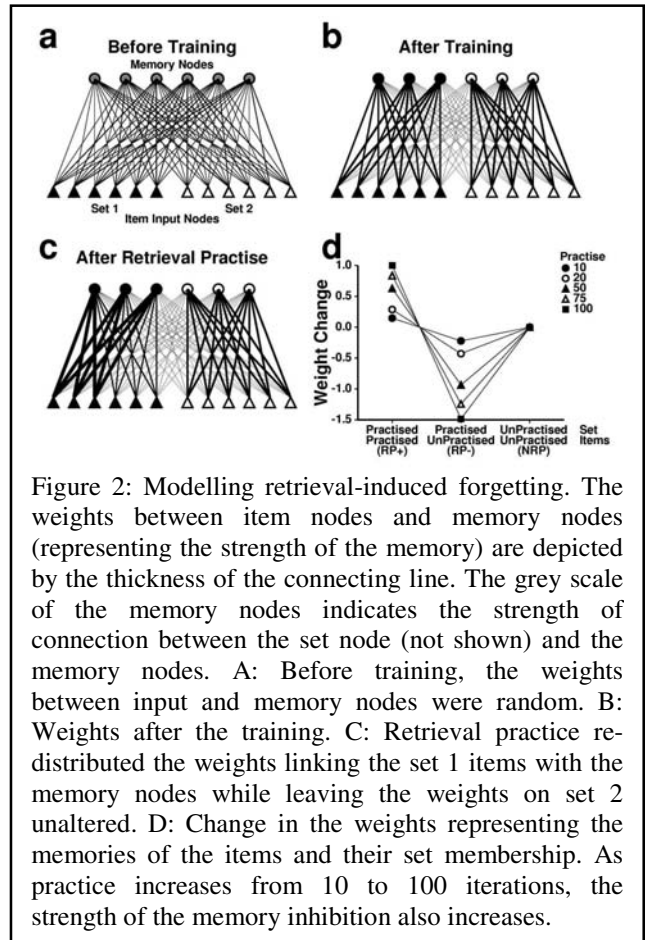 a
Before Training
Memory Nodes
Set 1
Set 2
Item Input Nodes
b
After Training
c
After Retrieval Practise
d
Practise
10
20
50
75
100
Weight Change
1.0
0.5
0.0
-0.5
-1.0
-1.5
Practised Practised (RP+)
Practised UnPractised (RP-)
UnPractised UnPractised (NRP)
Set
Items
Figure 2: Modelling retrieval-induced forgetting. The
weights between item nodes and memory nodes
(representing the strength of the memory) are depicted
by the thickness of the connecting line. The grey scale
of the memory nodes indicates the strength of
connection between the set node (not shown) and the
memory nodes. A: Before training, the weights
between input and memory nodes were random. B:
Weights after the training. C: Retrieval practice re-
distributed the weights linking the set 1 items with the
memory nodes while leaving the weights on set 2
unaltered. D: Change in the weights representing the
memories of the items and their set membership. As
practice increases from 10 to 100 iterations, the
strength of the memory inhibition also increases.